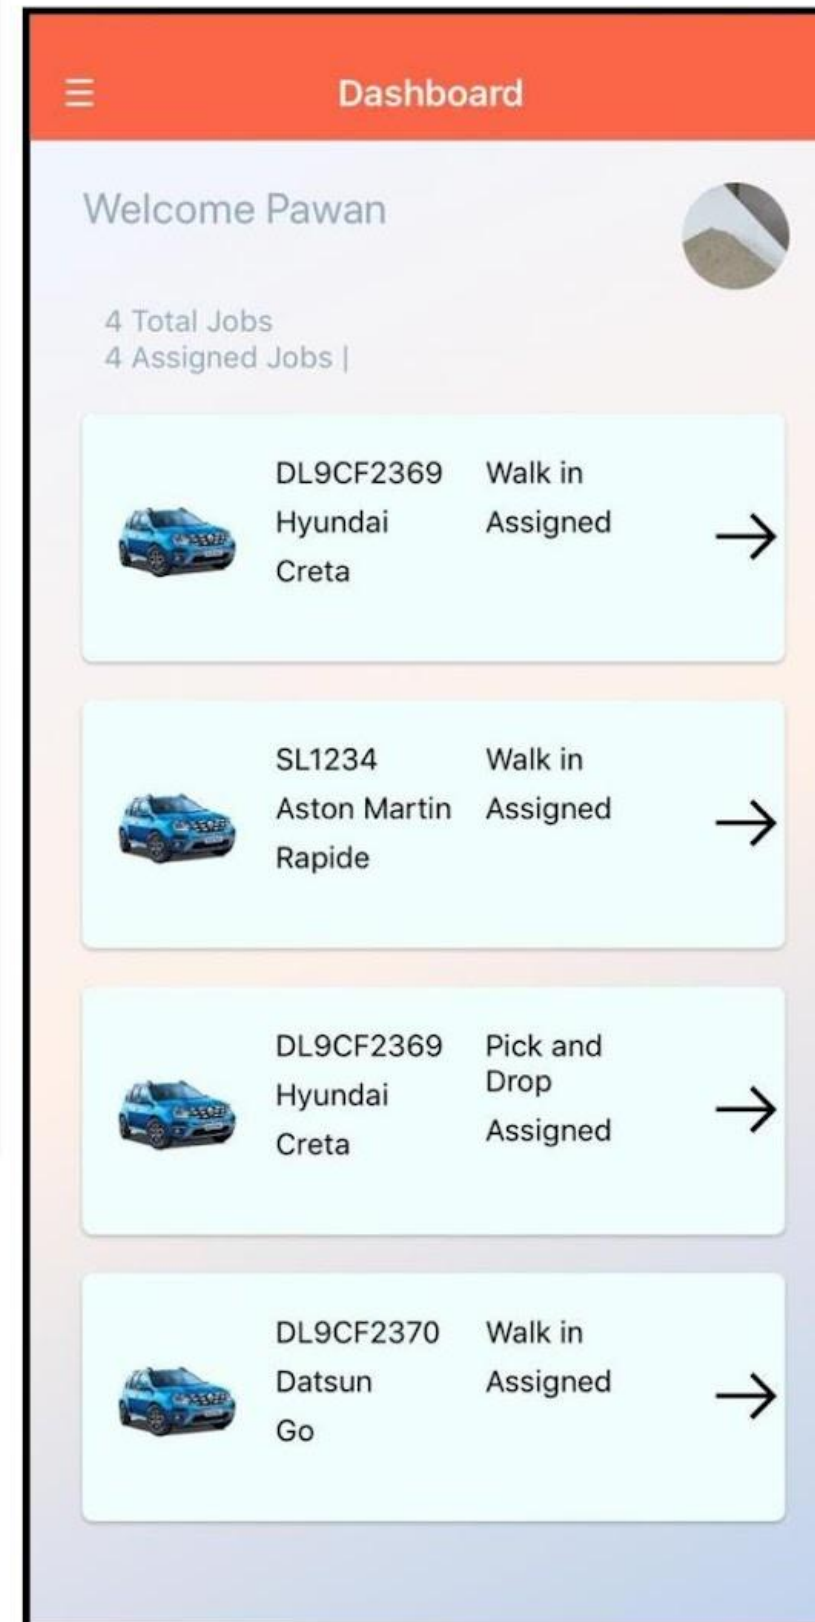 Dashboard
Welcome Pawan
4 Total Jobs
4 Assigned Jobs |
DL9CF2369
Hyundai
Creta
Walk in
Assigned
SL1234
Aston Martin
Rapide
Walk in
Assigned
DL9CF2369
Hyundai
Creta
Pick and
Drop
Assigned
DL9CF2370
Datsun
Go
Walk in
Assigned